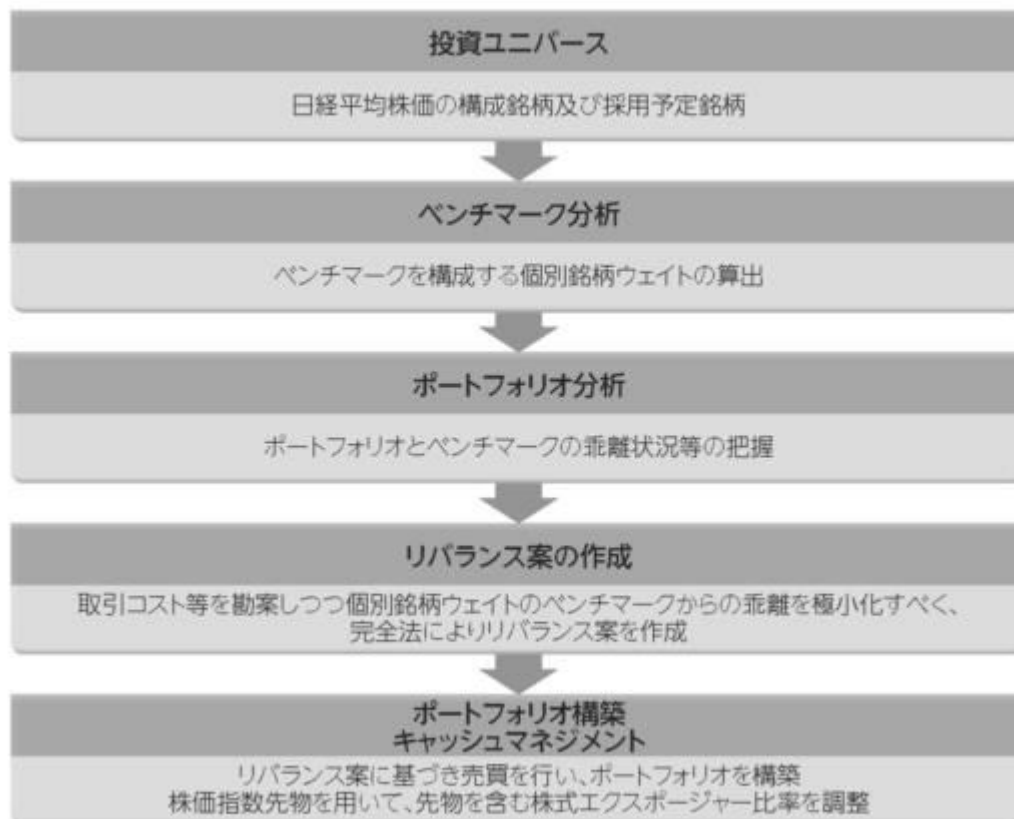 投資ユニバース
日経平均株価の構成銘柄及び採用予定銘柄
ベンチマーク分析
ベンチマークを構成する個別銘柄ウェイトの算出
ポートフォリオ分析
ポートフォリオとベンチマークの乖離状況等の把握
リバランス案の作成
取引コスト等を勘案しつつ個別銘柄ウェイトのベンチマークからの乖離を極小化すべく、
完全法によりリバランス案を作成
ポートフォリオ構築
キャッシュマネジメント
リバランス案に基づき売買を行い、ポートフォリオを構築
株価指数先物を用いて、先物を含む株式エクスポージャー比率を調整